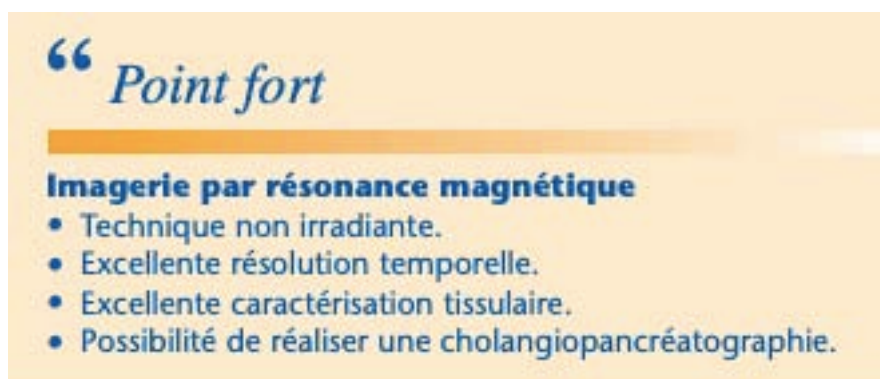 “ Point fort
Imagerie par résonance magnétique
• Technique non irradiante.
• Excellente résolution temporelle.
• Excellente caractérisation tissulaire.
• Possibilité de réaliser une cholangiopancréatographie.